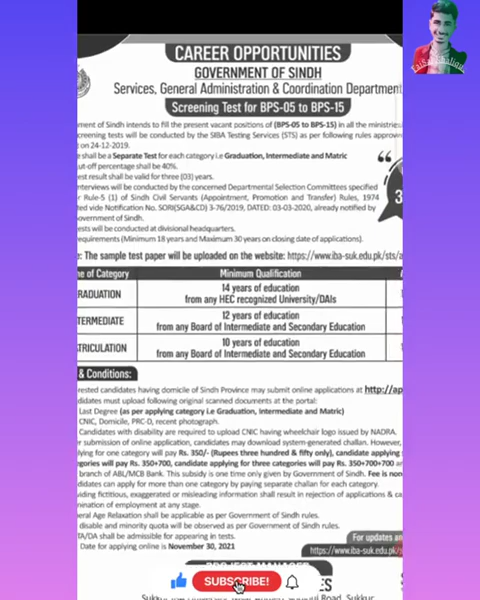 CAREER OPPORTUNITIES
GOVERNMENT OF SINDH
Services, General Administration & Coordination Department
Screening Test for BPS-05 to BPS-15
ment of Sindh intends to fill the present vacant positions of (BPS-05 to BPS-15) in all the ministries
creening tests will be conducted by the SIBA Testing Services (STS) as per following rules approv
on 24-12-2019.
e shall be a Separate Test for each category i.e Graduation, Intermediate and Matric
ut-off percentage shall be 40%.
est result shall be valid for three (03) years.
nterviews will be conducted by the concerned Departmental Selection Committees specified
r Rule-5 (1) of Sindh Civil Servants (Appointment, Promotion and Transfer) Rules, 1974
ted vide Notification No. SORI(SGA&CD) 3-76/2019, DATED: 03-03-2020, already notified by
overnment of Sindh.
ests will be conducted at divisional headquarters.
equirements (Minimum 18 years and Maximum 30 years on closing date of applications).
e: The sample test paper will be uploaded on the website: https://www.iba-suk.edu.pk/sts/a
ne of Category Minimum Qualification
RADUATION 14 years of education
from any HEC recognized University/DAIs
TERMEDIATE 12 years of education
from any Board of Intermediate and Secondary Education
TRICULATION 10 years of education
from any Board of Intermediate and Secondary Education
& Conditions:
rested candidates having domicile of Sindh Province may submit online applications at http://ap
didates must upload following original scanned documents at the portal:
Last Degree (as per applying category i.e Graduation, Intermediate and Matric)
CNIC, Domicile, PRC-D, recent photograph.
Candidates with disability are required to upload CNIC having wheelchair logo issued by NADRA.
r submission of online application, candidates may download system-generated challan. However,
lying for one category will pay Rs. 350/- (Rupees three hundred & fifty only), candidate applying
egories will pay Rs. 350+700, candidate applying for three categories will pay Rs. 350+700+700 an
branch of ABL/MCB Bank. This subsidy is one time only given by Government of Sindh. Fee is non
didates can apply for more than one category by paying separate challan for each category.
viding fictitious, exaggerated or misleading information shall result in rejection of applications & ca
mination of employment at any stage.
eral Age Relaxation shall be applicable as per Government of Sindh rules.
disable and minority quota will be observed as per Government of Sindh rules.
TA/DA shall be admissible for appearing in tests.
Date for applying online is November 30, 2021
For updates an
https://www.iba-suk.edu.pk/s
SUBSCRIBE!